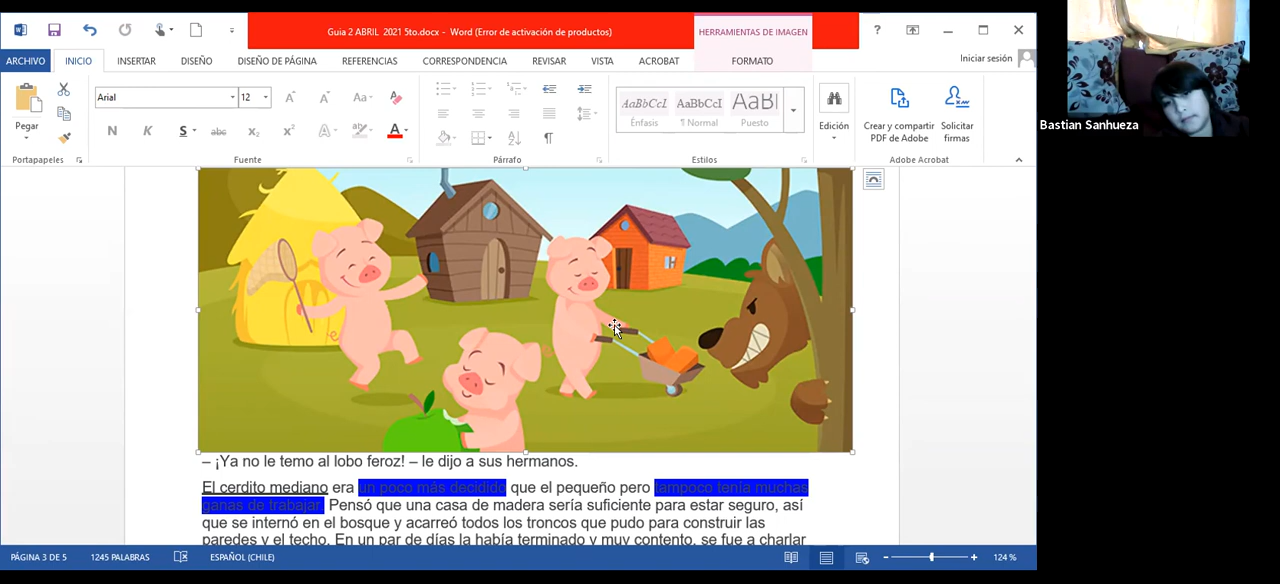 Guia 2 ABRIL 2021 5to.docx - Word (Error de activación de productos)
HERRAMIENTAS DE IMAGEN
?
Iniciar sesión
ARCHIVO INICIO INSERTAR DISEÑO DISEÑO DE PÁGINA REFERENCIAS CORRESPONDENCIA REVISAR VISTA ACROBAT FORMATO
Pegar
Arial 12
Aa
N K S abc x₂ x² A A
AaBbCcL AaBbCcI AaBl
Énfasis ¶ Normal Puesto
Edición
Crear y compartir PDF de Adobe
Solicitar firmas
Portapapeles Fuente Párrafo Estilos Adobe Acrobat
Bastian Sanhueza
– ¡Ya no le temo al lobo feroz! – le dijo a sus hermanos.
El cerdito mediano era un poco más decidido que el pequeño pero tampoco tenía muchas
ganas de trabajar. Pensó que una casa de madera sería suficiente para estar seguro, así
que se internó en el bosque y acarreó todos los troncos que pudo para construir las
paredes y el techo. En un par de días la había terminado y muy contento, se fue a charlar
PÁGINA 3 DE 5 1245 PALABRAS ESPAÑOL (CHILE) 124 %